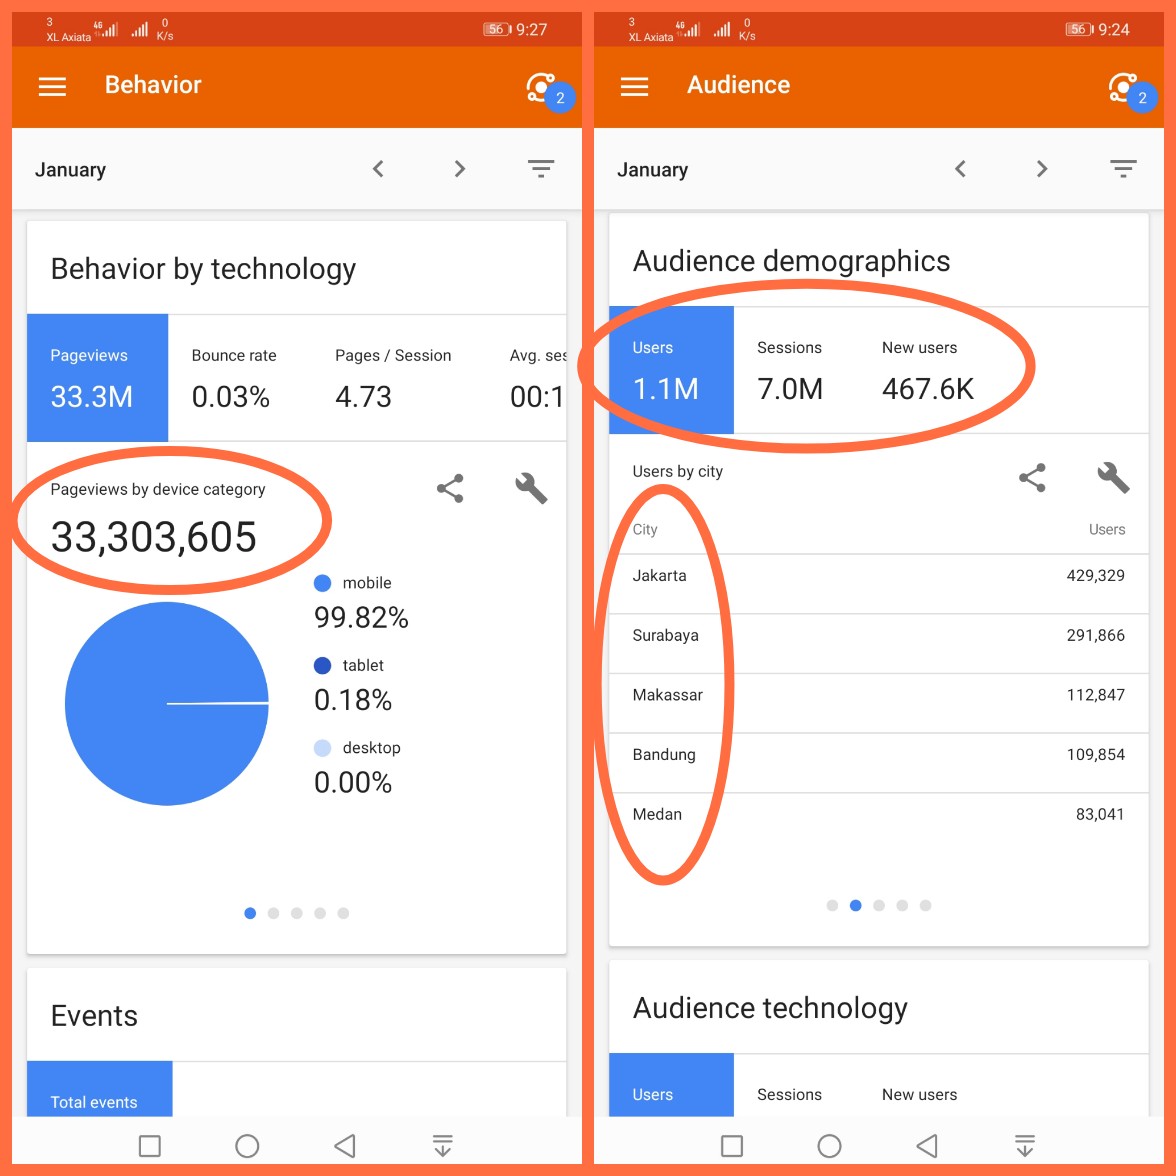 3
XL Axiata 4G 0 K/s 56 9:27
Behavior 2
January
Behavior by technology
Pageviews Bounce rate Pages / Session Avg. ses
33.3M 0.03% 4.73 00:1
Pageviews by device category
33,303,605
mobile
99.82%
tablet
0.18%
desktop
0.00%
Events
Total events
3
XL Axiata 4G 0 K/s 56 9:24
Audience 2
January
Audience demographics
Users Sessions New users
1.1M 7.0M 467.6K
Users by city
City Users
Jakarta 429,329
Surabaya 291,866
Makassar 112,847
Bandung 109,854
Medan 83,041
Audience technology
Users Sessions New users